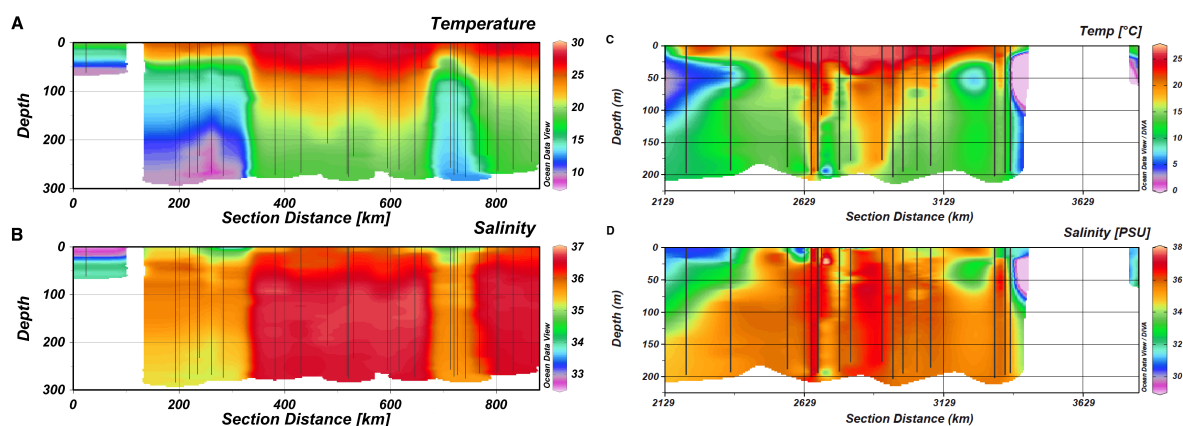 A
Temperature
0
100
200
300
Depth
0
200
400
600
800
Section Distance [km]
30
25
20
15
10
Ocean Data View
B
Salinity
0
100
200
300
Depth
0
200
400
600
800
Section Distance [km]
37
36
35
34
33
Ocean Data View
C
Temp [°C]
0
50
100
150
200
Depth (m)
2129
2629
3129
3629
Section Distance (km)
25
20
15
10
5
0
Ocean Data View / DIVA
D
Salinity [PSU]
0
50
100
150
200
Depth (m)
2129
2629
3129
3629
Section Distance (km)
38
36
34
32
30
Ocean Data View / DIVA